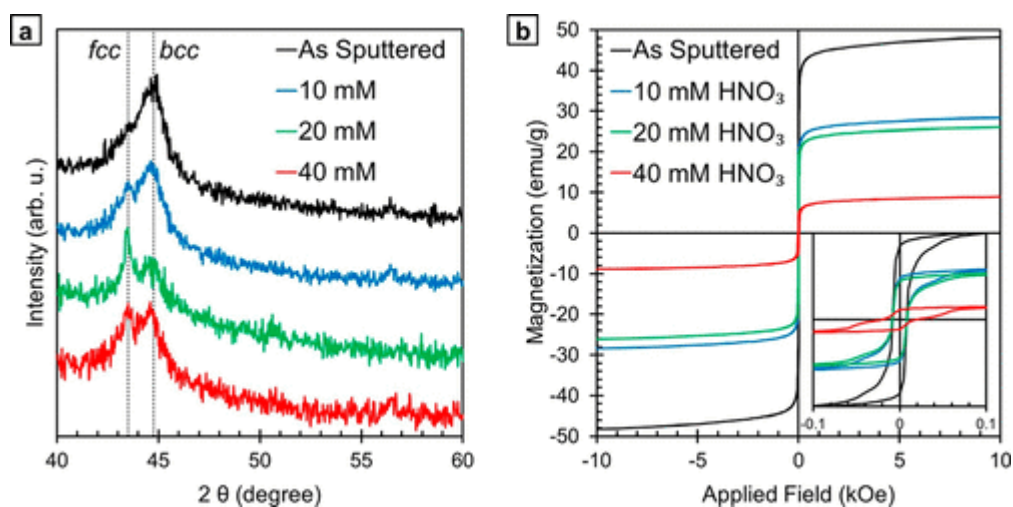 a
fcc
bcc
As Sputtered
10 mM
20 mM
40 mM
Intensity (arb. u.)
40
45
50
55
60
2 θ (degree)
b
As Sputtered
10 mM HNO₃
20 mM HNO₃
40 mM HNO₃
Magnetization (emu/g)
50
40
30
20
10
0
-10
-20
-30
-40
-50
-10
-5
0
5
10
Applied Field (kOe)
-0.1
0
0.1